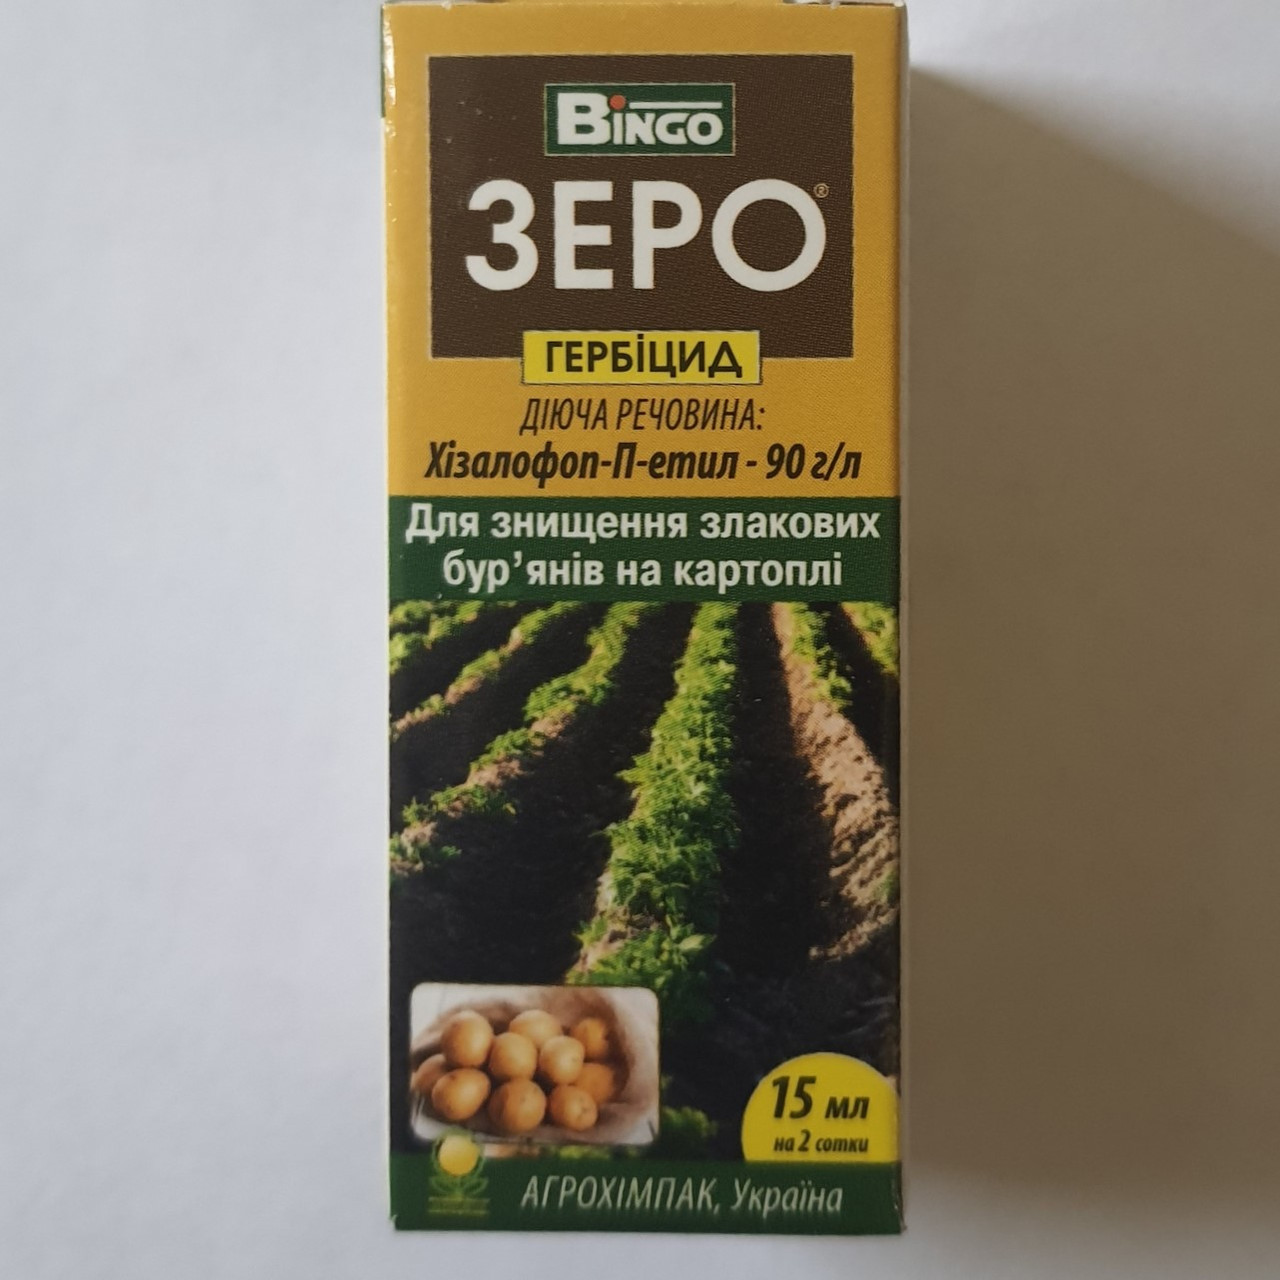 BINGO
ЗЕРО®
ГЕРБІЦИД
ДІЮЧА РЕЧОВИНА:
Хізалофоп-П-етил - 90 г/л
Для знищення злакових
бур’янів на картоплі
15 мл
на 2 сотки
АГРОХІМПАК, Україна